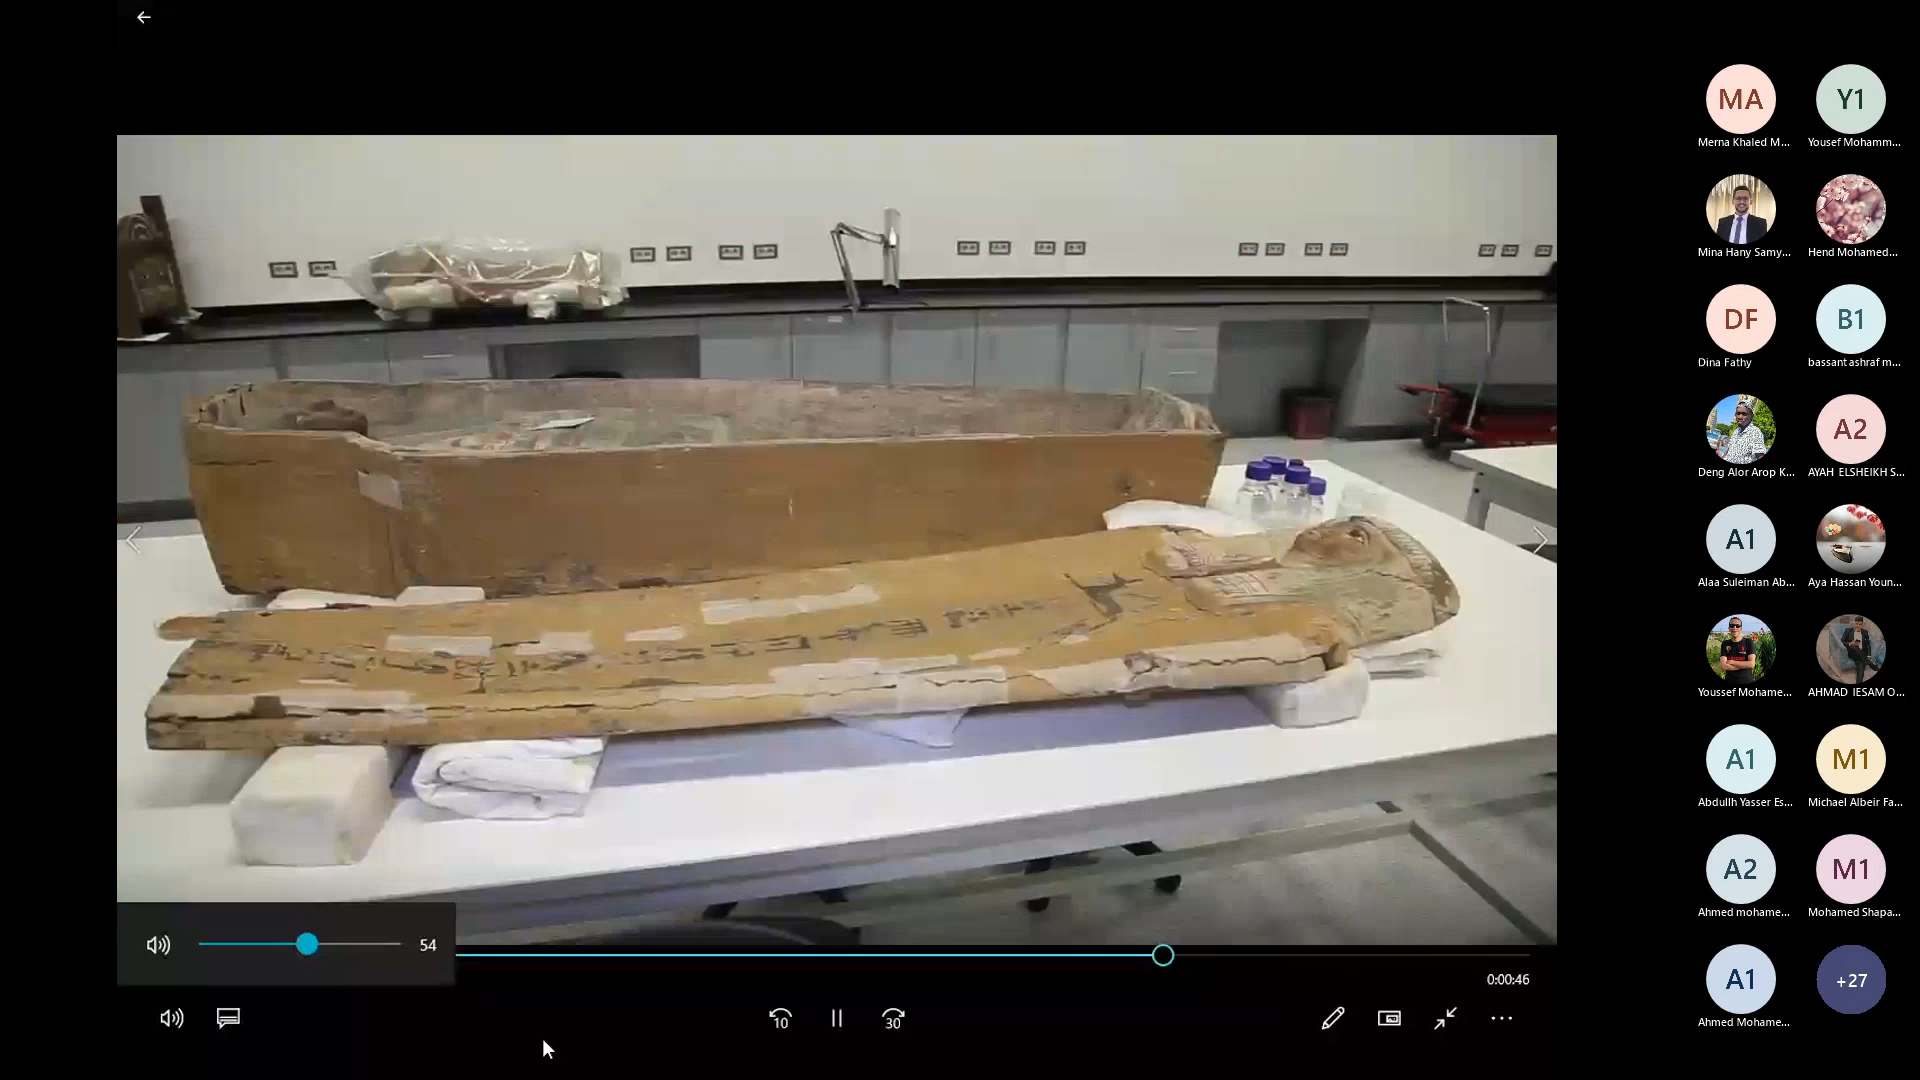 MA
Y1
Merna Khaled M...
Yousef Mohamm...
Mina Hany Samy...
Hend Mohamed...
DF
B1
Dina Fathy
bassant ashraf m...
A2
Deng Alor Arop K...
AYAH ELSHEIKH S...
A1
Alaa Suleiman Ab...
Aya Hassan Youn...
Youssef Mohame...
AHMAD IESAM O...
A1
M1
Abdullh Yasser Es...
Michael Albeir Fa...
A2
M1
Ahmed mohame...
Mohamed Shapa...
A1
+27
Ahmed Mohame...
54
0:00:46
10
30